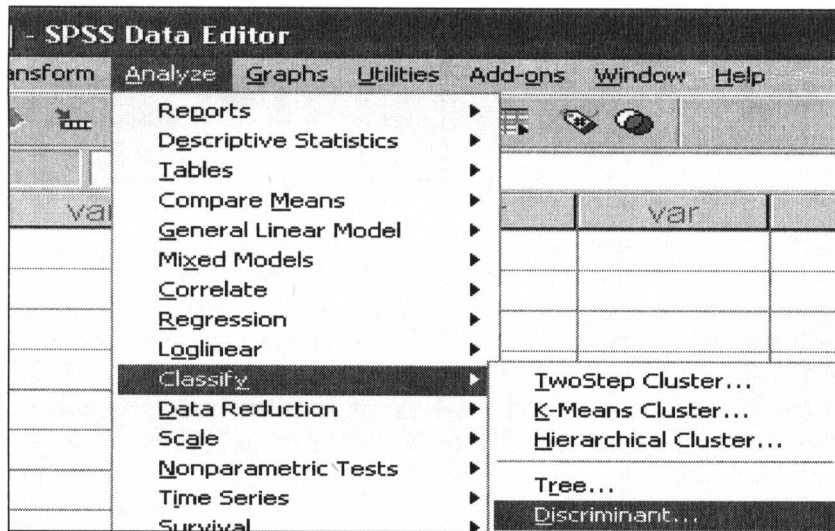 ] - SPSS Data Editor
ansform Analyze Graphs Utilities Add-ons Window Help
Reports
Descriptive Statistics
Tables
Compare Means
General Linear Model
Mixed Models
Correlate
Regression
Loglinear
Classify
Data Reduction
Scale
Nonparametric Tests
Time Series
Survival
var
var
TwoStep Cluster...
K-Means Cluster...
Hierarchical Cluster...
Tree...
Discriminant...